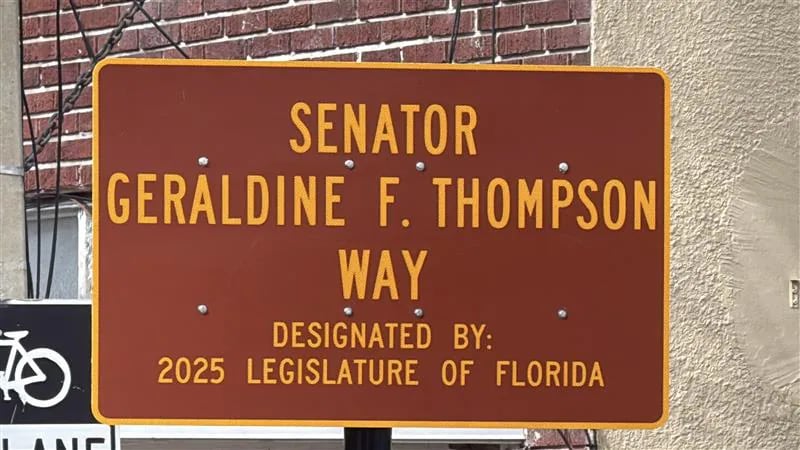 SENATOR
GERALDINE F. THOMPSON
WAY
DESIGNATED BY:
2025 LEGISLATURE OF FLORIDA
LANE